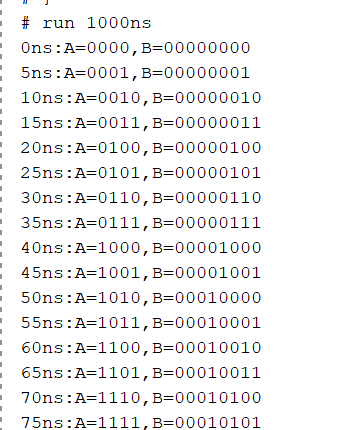 # run 1000ns
0ns:A=0000,B=00000000
5ns:A=0001,B=00000001
10ns:A=0010,B=00000010
15ns:A=0011,B=00000011
20ns:A=0100,B=00000100
25ns:A=0101,B=00000101
30ns:A=0110,B=00000110
35ns:A=0111,B=00000111
40ns:A=1000,B=00001000
45ns:A=1001,B=00001001
50ns:A=1010,B=00010000
55ns:A=1011,B=00010001
60ns:A=1100,B=00010010
65ns:A=1101,B=00010011
70ns:A=1110,B=00010100
75ns:A=1111,B=00010101